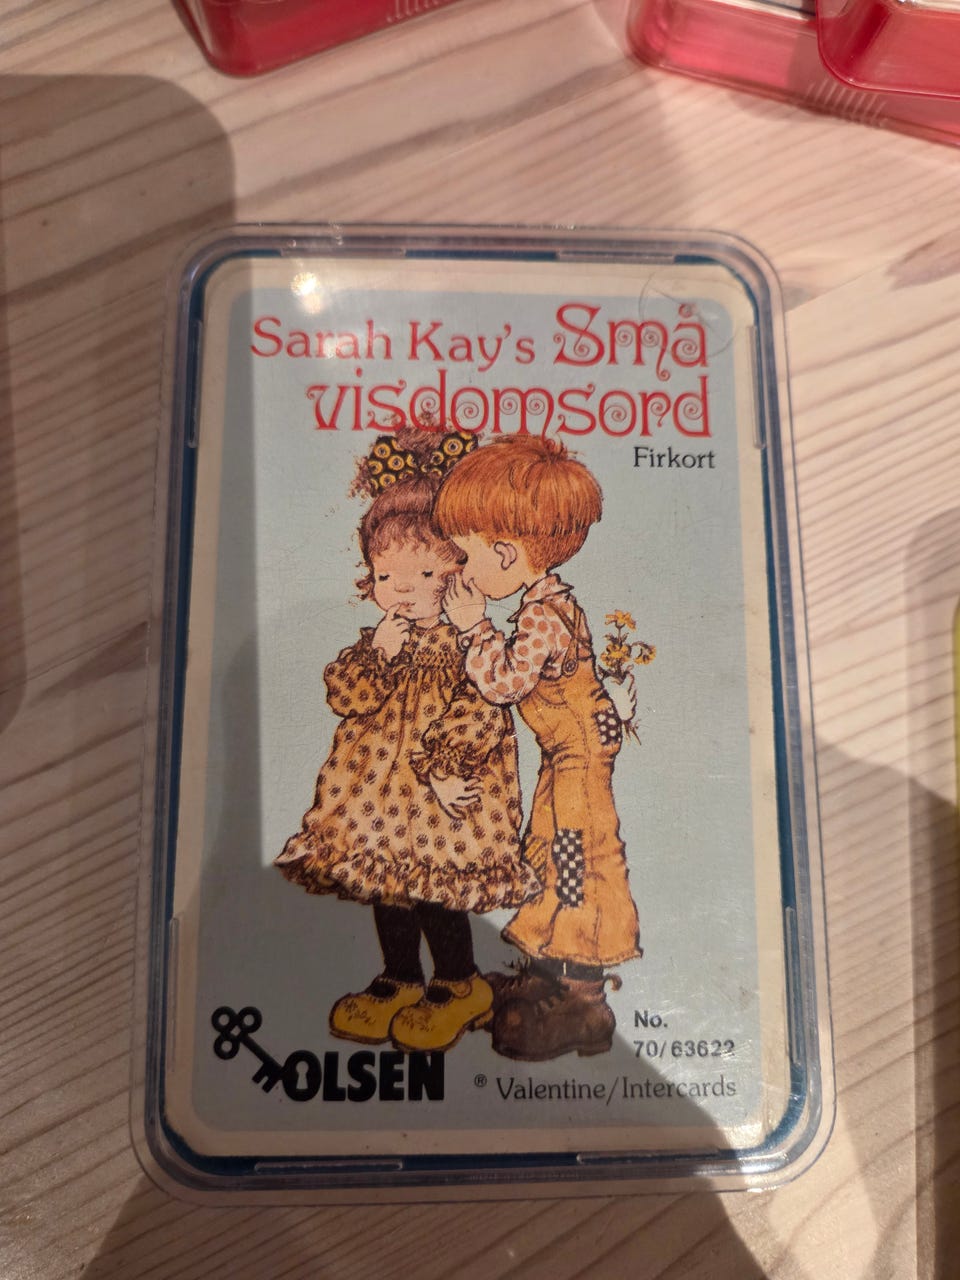 Sarah Kay's Små
visdomsord
Firkort
No.
70/63622
OLSEN
® Valentine/Intercards